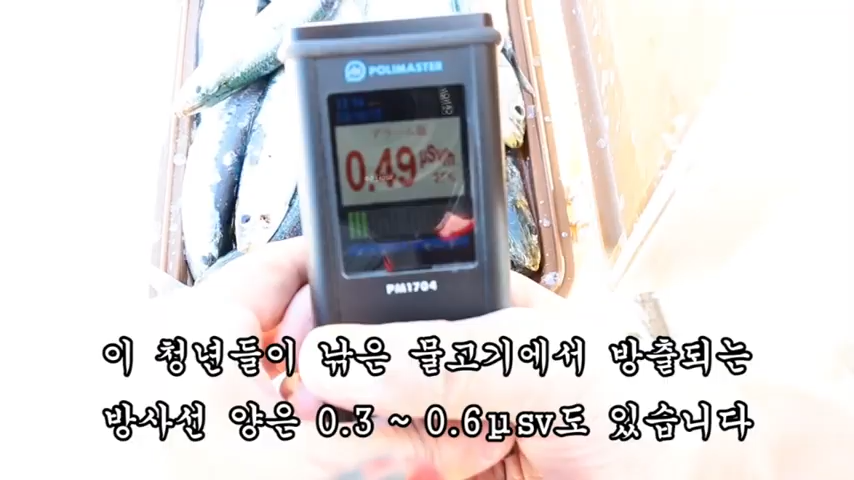 POLIMASTER
0.49 μSv/h
PM1704
이 청년들이 낚은 물고기에서 방출되는
방사선 양은 0.3 ~ 0.6μsv도 있습니다